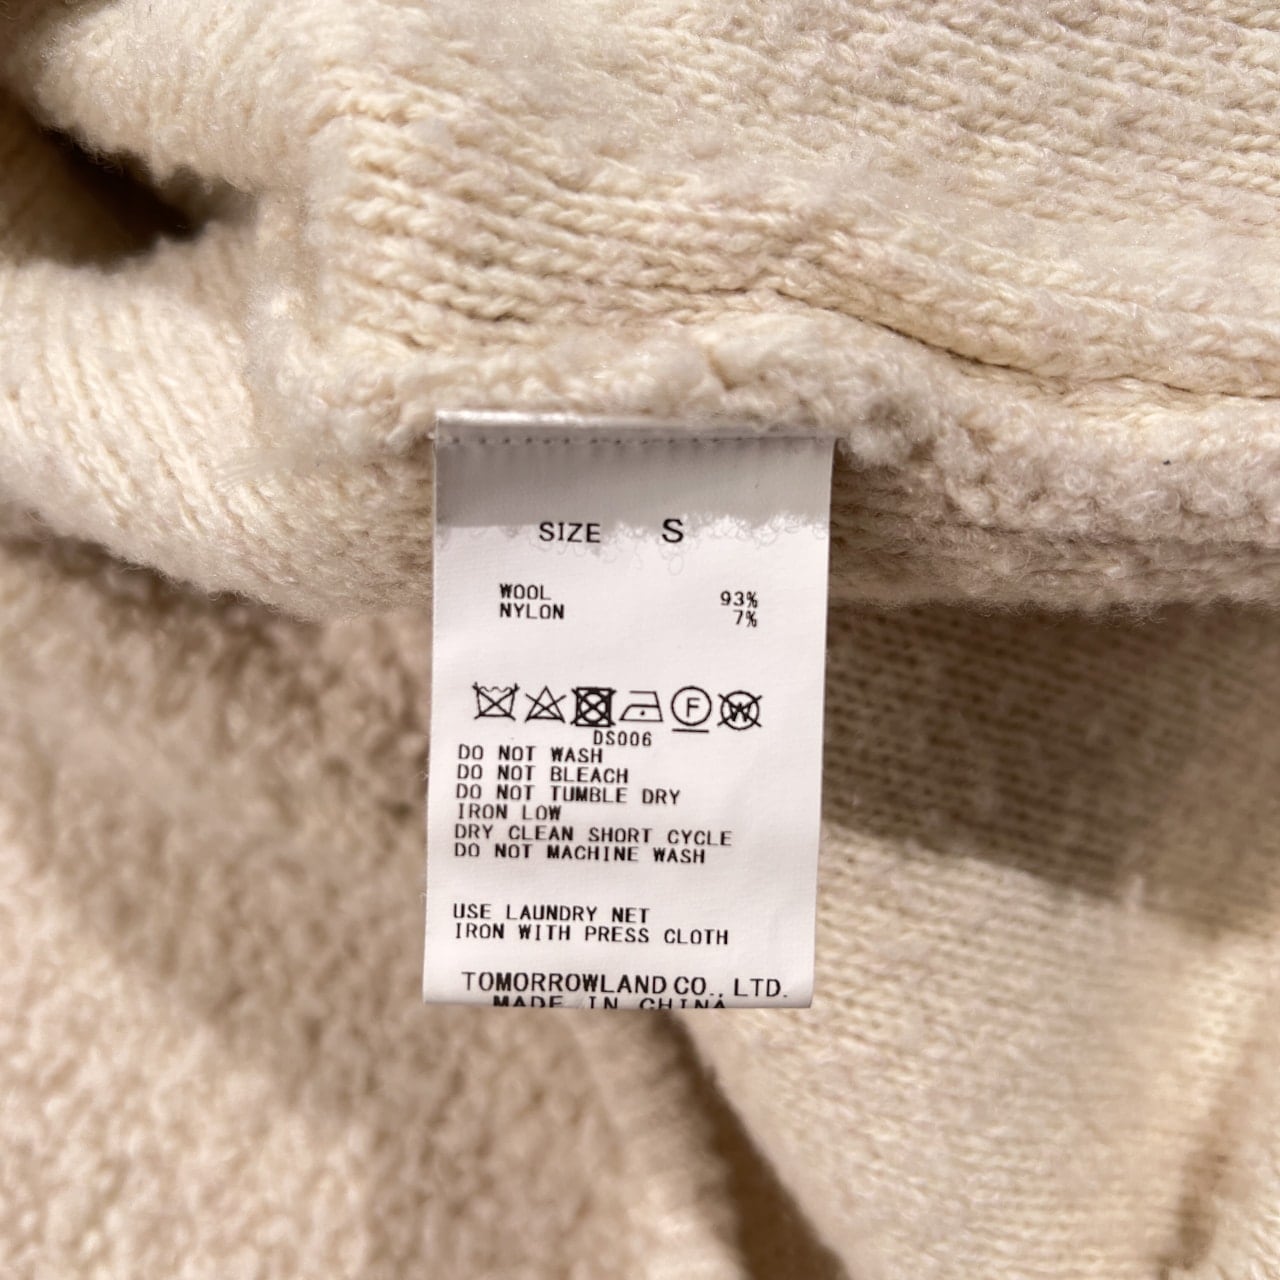 SIZE S
WOOL 93%
NYLON 7%
F W
DS006
DO NOT WASH
DO NOT BLEACH
DO NOT TUMBLE DRY
IRON LOW
DRY CLEAN SHORT CYCLE
DO NOT MACHINE WASH
USE LAUNDRY NET
IRON WITH PRESS CLOTH
TOMORROWLAND CO., LTD.
MADE IN CHINA